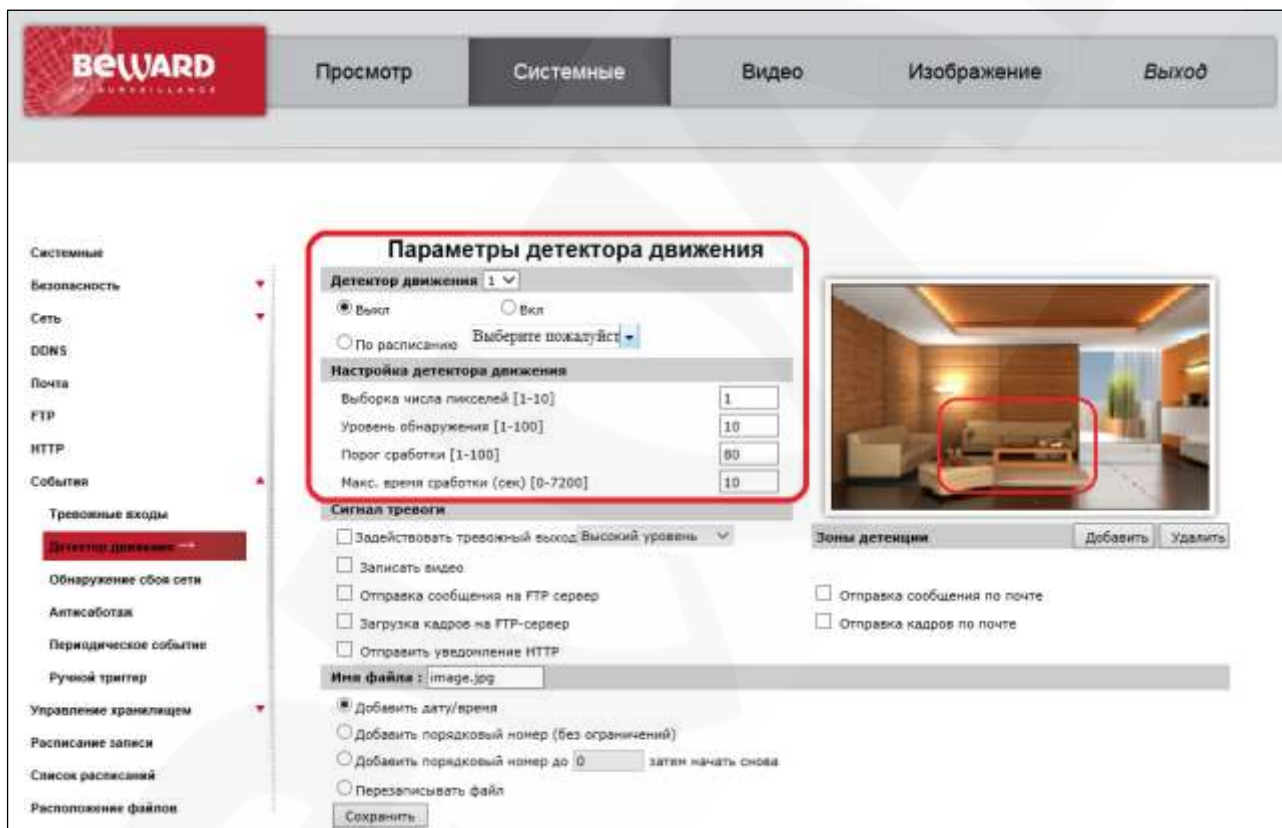 BEWARD
IP SURVEILLANCE
Просмотр
Системные
Видео
Изображение
Выход
Системные
Безопасность
Сеть
DDNS
Почта
FTP
HTTP
События
Тревожные входы
Детектор движение
Обнаружение сбоя сети
Антисаботаж
Периодическое событие
Ручной триггер
Управление хранилищем
Расписание записи
Список расписаний
Расположение файлов
Параметры детектора движения
Детектор движения 1
Выкл Вкл
По расписанию Выберите пожалуйст
Настройка детектора движения
Выборка числа пикселей [1-10] 1
Уровень обнаружения [1-100] 10
Порог сработки [1-100] 80
Макс. время сработки (сек) [0-7200] 10
Сигнал тревоги
Задействовать тревожный выход Высокий уровень
Зоны детекции Добавить Удалить
Записать видео
Отправка сообщения на FTP сервер Отправка сообщения по почте
Загрузка кадров на FTP-сервер Отправка кадров по почте
Отправить уведомление HTTP
Имя файла : image.jpg
Добавить дату/время
Добавить порядковый номер (без ограничений)
Добавить порядковый номер до 0 затем начать снова
Перезаписывать файл
Сохранить